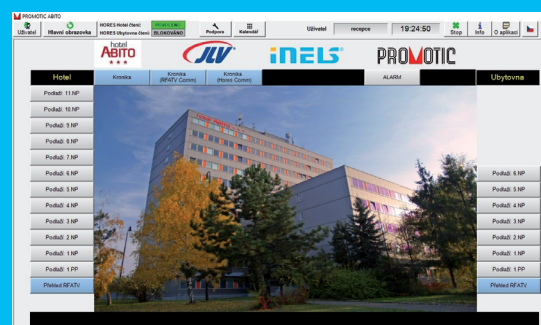 PROMOTIC ABITO
Uživatel
Hlavní obrazovka
HORES Hotel čtení:
POVOLENO
HORES Ubytovna čtení:
BLOKOVÁNO
Podpora
Kalendář
Uživatel
recepce
19:24:50
Stop
Info
O aplikaci
hotel
ABITO
JLV
iNELS
PROMOTIC
Hotel
Kronika
Kronika
(RFATV Comm)
Kronika
(Hores Comm)
ALARM
Ubytovna
Podlaží: 11.NP
Podlaží: 10.NP
Podlaží: 9.NP
Podlaží: 8.NP
Podlaží: 7.NP
Podlaží: 6.NP
Podlaží: 5.NP
Podlaží: 4.NP
Podlaží: 3.NP
Podlaží: 2.NP
Podlaží: 1.NP
Podlaží: 1.PP
Přehled RFATV
Podlaží: 6.NP
Podlaží: 5.NP
Podlaží: 4.NP
Podlaží: 3.NP
Podlaží: 2.NP
Podlaží: 1.NP
Podlaží: 1.PP
Přehled RFATV